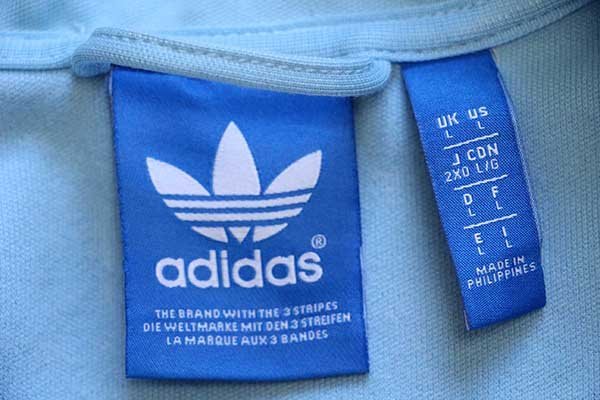 adidas®
THE BRAND WITH THE 3 STRIPES
DIE WELTMARKE MIT DEN 3 STREIFEN
LA MARQUE AUX 3 BANDES
UK US
L L
J CDN
2XO L/G
D F
L L
E I
L L
MADE IN
PHILIPPINES